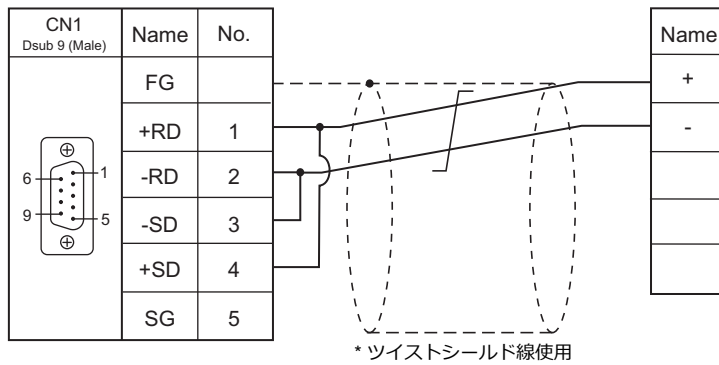 CN1
Dsub 9 (Male)
Name
No.
FG
+RD
1
-RD
2
-SD
3
+SD
4
SG
5
6
1
9
5
Name
+
-
* ツイストシールド線使用